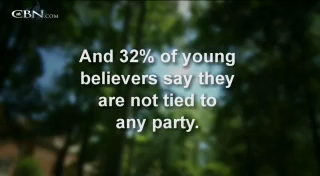 CBN.COM
And 32% of young
believers say they
are not tied to
any party.